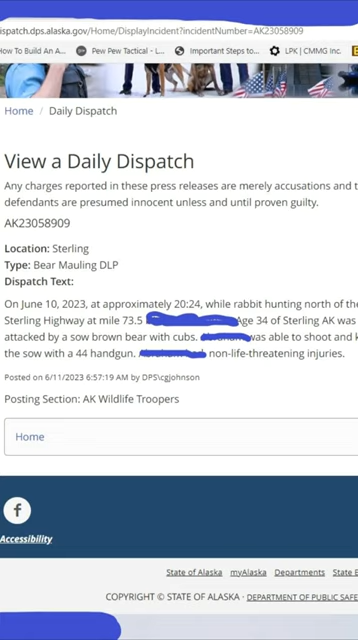 ispatch.dps.alaska.gov/Home/DisplayIncident?incidentNumber=AK23058909
How To Build An A... Pew Pew Tactical - L... Important Steps to... LPK | CMMG Inc.
Home / Daily Dispatch
View a Daily Dispatch
Any charges reported in these press releases are merely accusations and t
defendants are presumed innocent unless and until proven guilty.
AK23058909
Location: Sterling
Type: Bear Mauling DLP
Dispatch Text:
On June 10, 2023, at approximately 20:24, while rabbit hunting north of the
Sterling Highway at mile 73.5 Age 34 of Sterling AK was
attacked by a sow brown bear with cubs. was able to shoot and k
the sow with a 44 handgun. non-life-threatening injuries.
Posted on 6/11/2023 6:57:19 AM by DPS\cgjohnson
Posting Section: AK Wildlife Troopers
Home
f
Accessibility
State of Alaska myAlaska Departments State E
COPYRIGHT © STATE OF ALASKA · DEPARTMENT OF PUBLIC SAFE